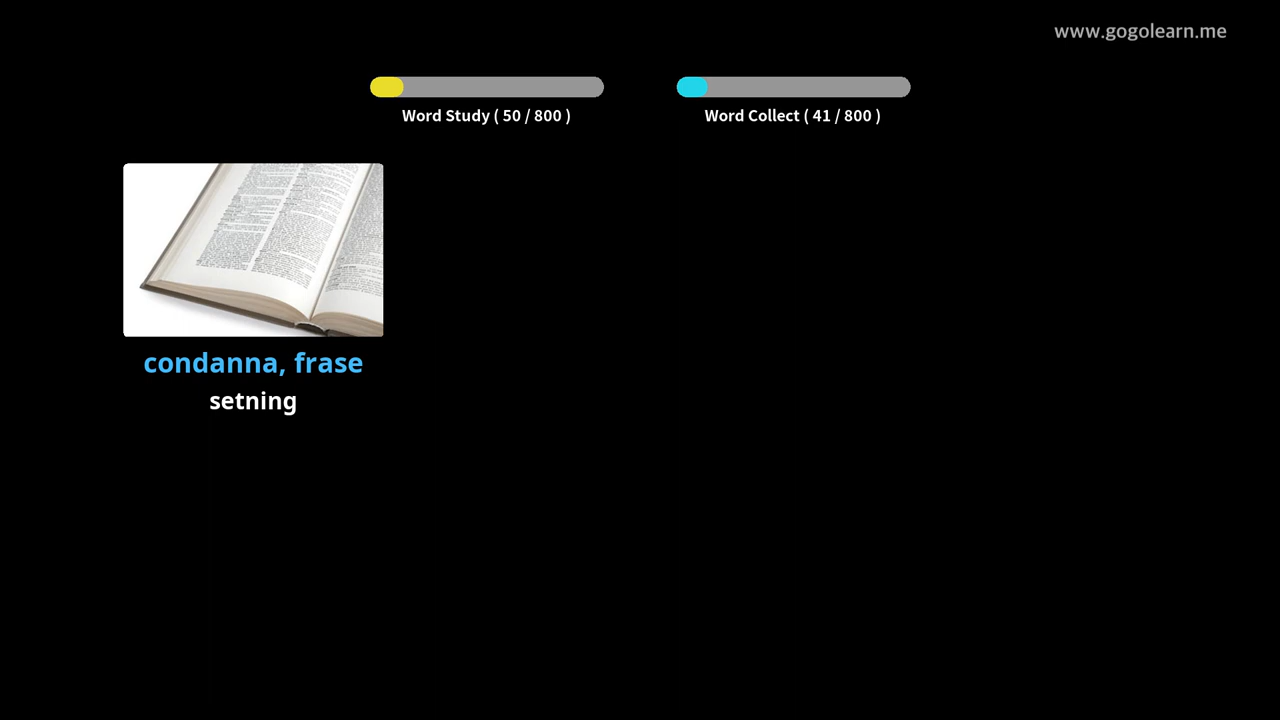 www.gogolearn.me
Word Study ( 50 / 800 )
Word Collect ( 41 / 800 )
condanna, frase
setning